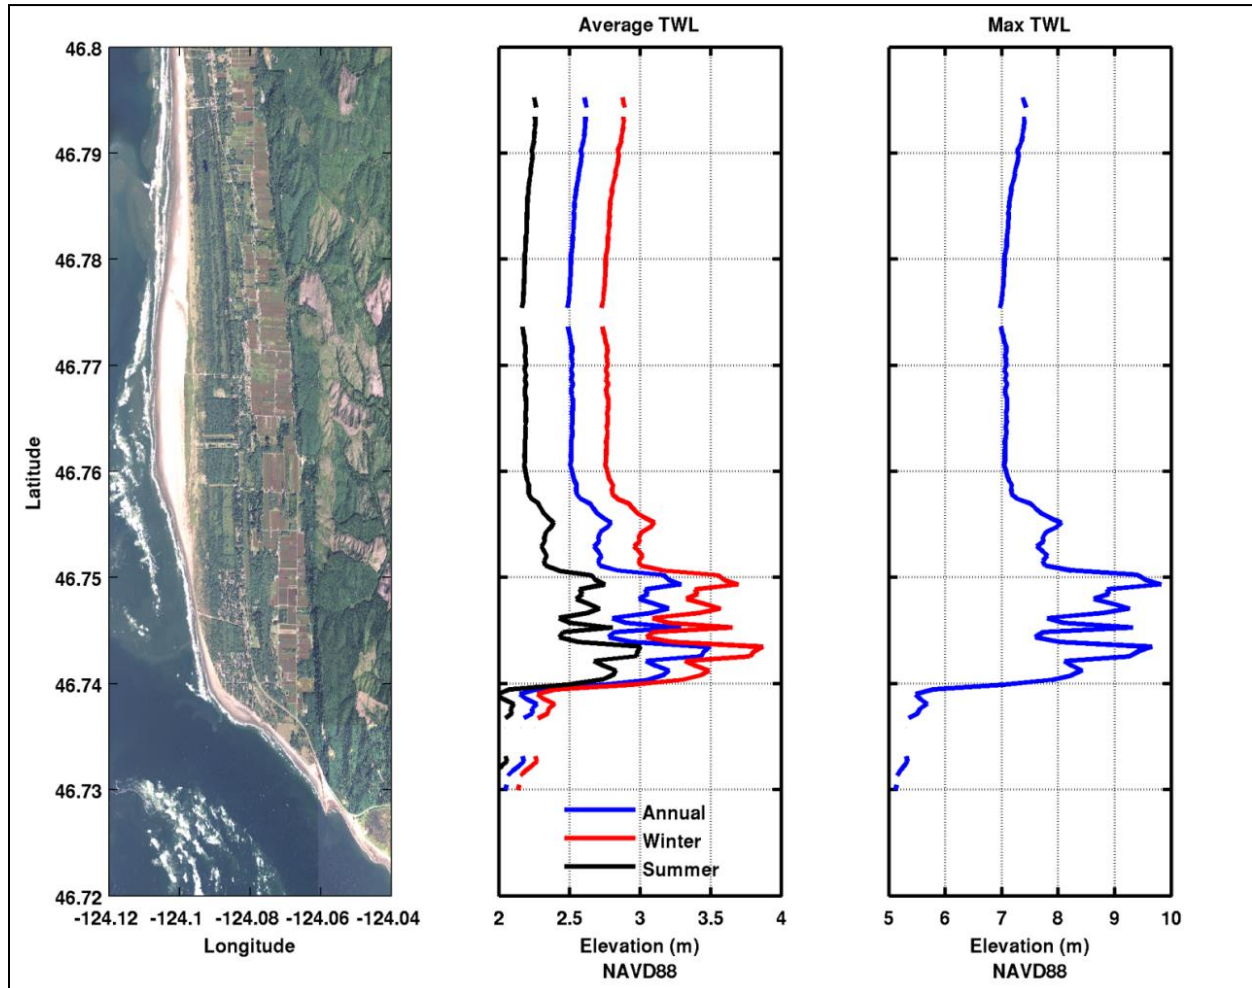 Average TWL
Max TWL
46.8
46.79
46.78
46.77
46.76
46.75
46.74
46.73
46.72
Latitude
-124.12 -124.1 -124.08 -124.06 -124.04
Longitude
Annual
Winter
Summer
2 2.5 3 3.5 4
Elevation (m)
NAVD88
5 6 7 8 9 10
Elevation (m)
NAVD88